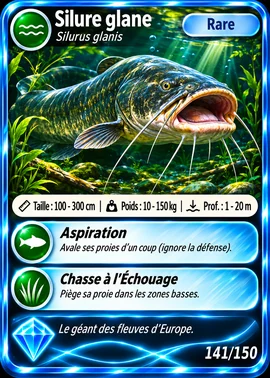 Silure glane
Rare
Silurus glanis
Taille : 100 - 300 cm | Poids : 10 - 150 kg | Prof. : 1 - 20 m
Aspiration
Avale ses proies d'un coup (ignore la défense).
Chasse à l'Échouage
Piège sa proie dans les zones basses.
Le géant des fleuves d'Europe.
141/150